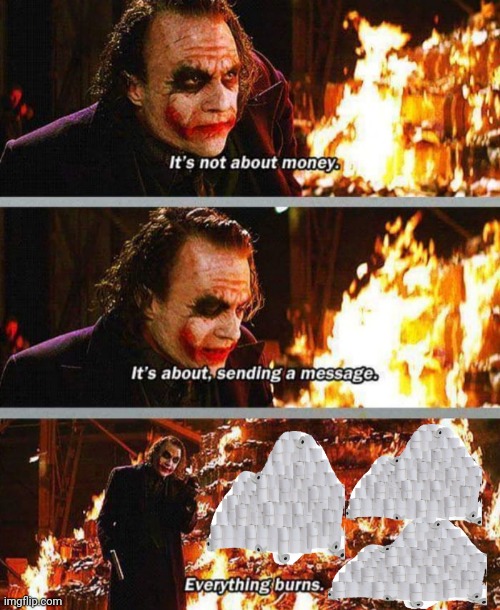 It's not about money.
It's about, sending a message.
Everything burns.
imgflip.com